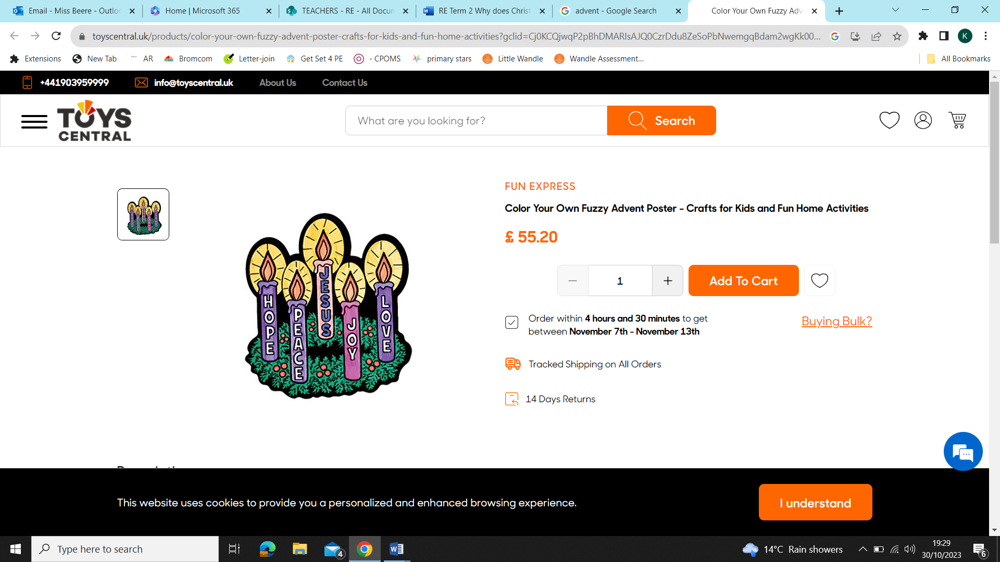 Email - Miss Beere - Outlo
Home | Microsoft 365
TEACHERS - RE - All Docun
RE Term 2 Why does Christ
advent - Google Search
Color Your Own Fuzzy Adv
toyscentral.uk/products/color-your-own-fuzzy-advent-poster-crafts-for-kids-and-fun-home-activities?gclid=Cj0KCQjwqP2pBhDMARIsAJQ0CzrDdu8ZeSoPbNwemgqBdam2wgKk00...
K
Extensions
New Tab
AR
Bromcom
Letter-join
Get Set 4 PE
- CPOMS
primary stars
Little Wandle
Wandle Assessment...
All Bookmarks
+441903959999
info@toyscentral.uk
About Us
Contact Us
TOYS
CENTRAL
What are you looking for?
Search
FUN EXPRESS
Color Your Own Fuzzy Advent Poster - Crafts for Kids and Fun Home Activities
£ 55.20
HOPE
PEACE
JESUS
JOY
LOVE
− 1 +
Add To Cart
Order within 4 hours and 30 minutes to get
between November 7th - November 13th
Buying Bulk?
Tracked Shipping on All Orders
14 Days Returns
This website uses cookies to provide you a personalized and enhanced browsing experience.
I understand
Type here to search
4
14°C Rain showers
19:29
30/10/2023
6